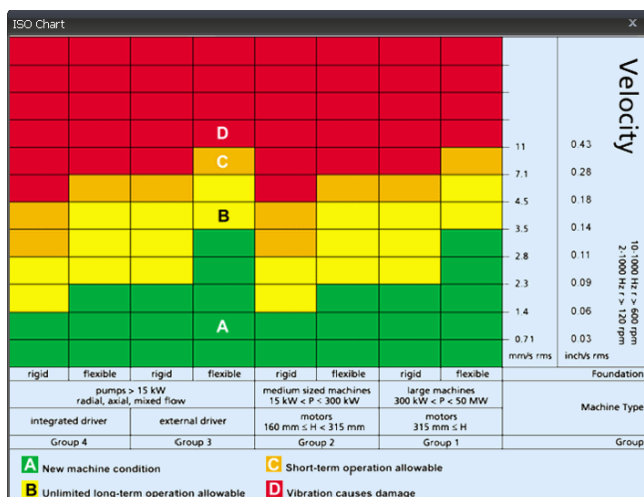 ISO Chart x
Velocity
D
11 0.43
C
7.1 0.28
4.5 0.18
B
3.5 0.14
2.8 0.11
2.3 0.09
1.4 0.06
A
0.71 0.03
mm/s rms inch/s rms
10-1000 Hz r > 600 rpm
2-1000 Hz r > 120 rpm
rigid flexible rigid flexible rigid flexible rigid flexible Foundation
pumps > 15 kW medium sized machines large machines
radial, axial, mixed flow 15 kW < P ≤ 300 kW 300 kW < P < 50 MW
Machine Type
integrated driver external driver motors motors
160 mm ≤ H < 315 mm 315 mm ≤ H
Group 4 Group 3 Group 2 Group 1 Group
A New machine condition C Short-term operation allowable
B Unlimited long-term operation allowable D Vibration causes damage